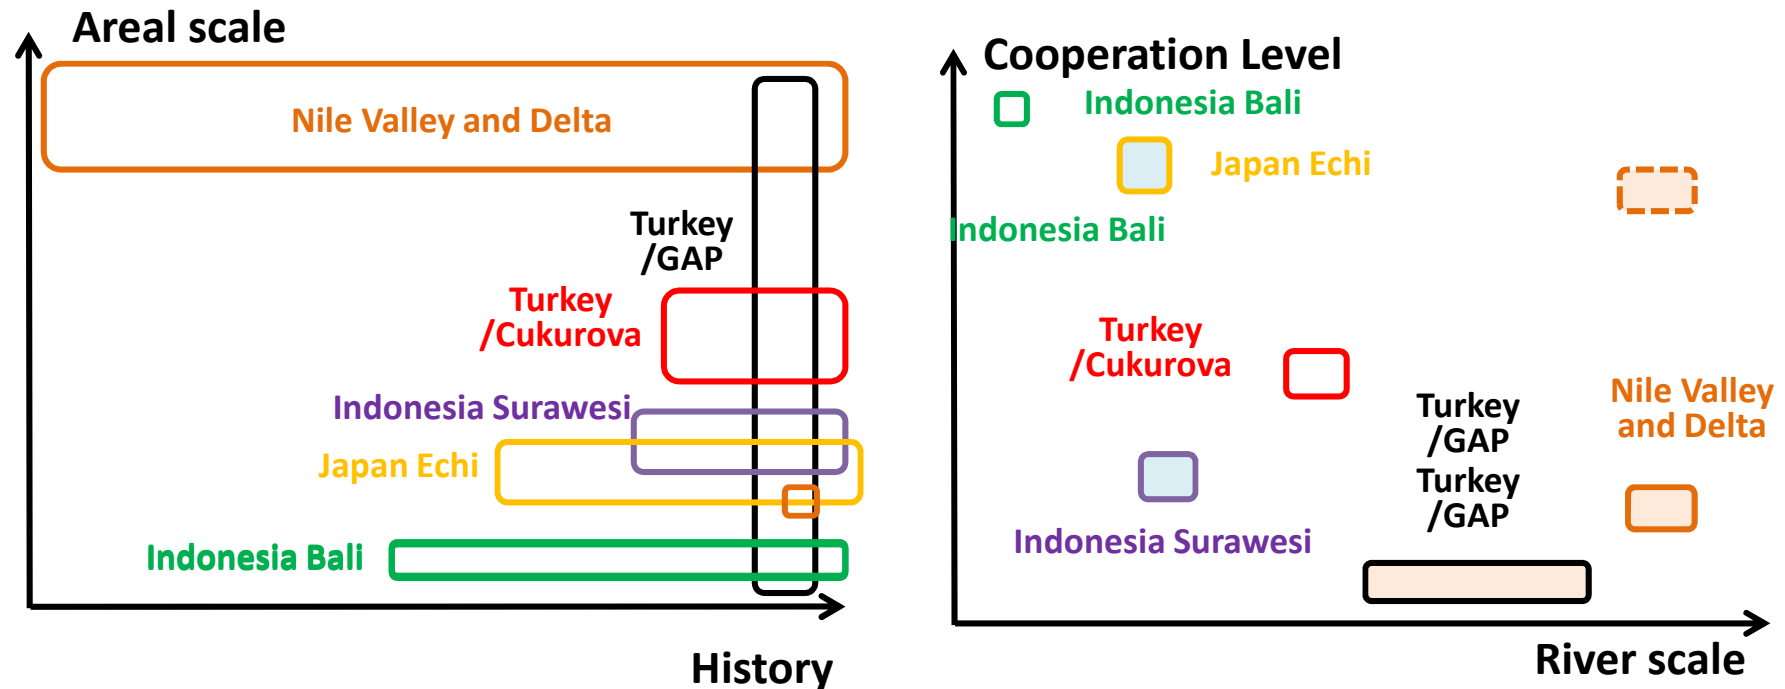 Areal scale
Nile Valley and Delta
Turkey
/GAP
Turkey
/Cukurova
Indonesia Surawesi
Japan Echi
Indonesia Bali
History
Cooperation Level
Indonesia Bali
Japan Echi
Indonesia Bali
Turkey
/Cukurova
Turkey
/GAP
Nile Valley
and Delta
Turkey
/GAP
Indonesia Surawesi
River scale